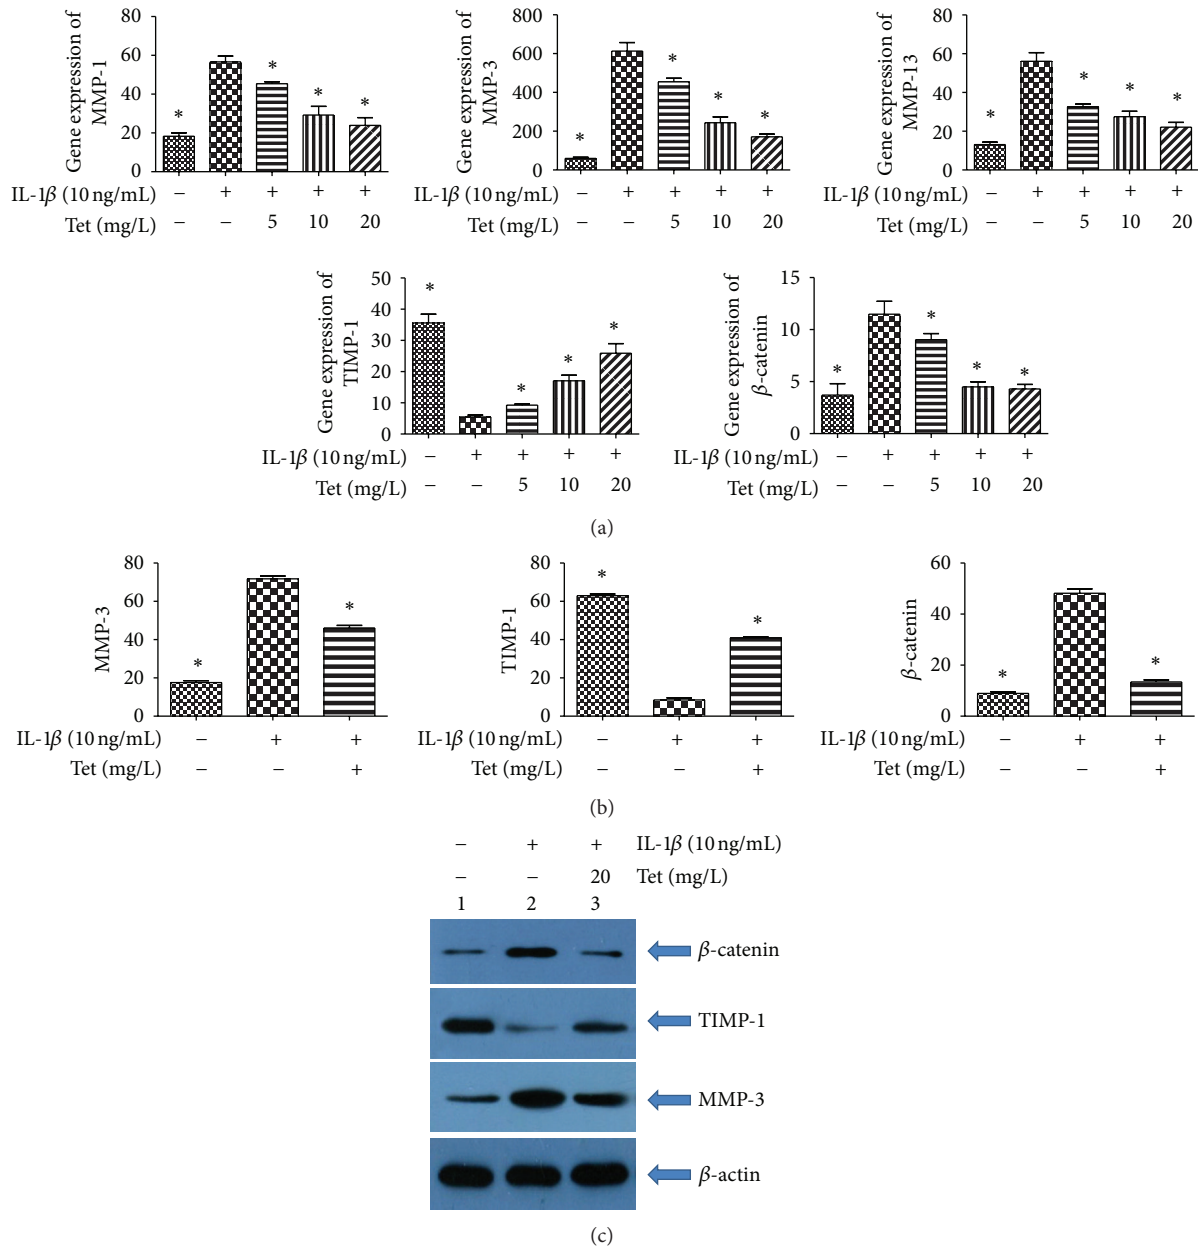 Gene expression of
MMP-1
80
60
40
20
0
*
*
*
*
IL-1β (10 ng/mL) − + + + +
Tet (mg/L) − − 5 10 20
Gene expression of
MMP-3
800
600
400
200
0
*
*
*
*
− + + + +
− − 5 10 20
Gene expression of
MMP-13
80
60
40
20
0
*
*
*
*
IL-1β (10 ng/mL) − + + + +
Tet (mg/L) − − 5 10 20
Gene expression of
TIMP-1
50
40
30
20
10
0
*
*
*
*
IL-1β (10 ng/mL) − + + + +
Tet (mg/L) − − 5 10 20
Gene expression of
β-catenin
15
10
5
0
*
*
*
*
IL-1β (10 ng/mL) − + + + +
Tet (mg/L) − − 5 10 20
(a)
MMP-3
80
60
40
20
0
*
*
IL-1β (10 ng/mL) − + +
Tet (mg/L) − − +
TIMP-1
80
60
40
20
0
*
*
IL-1β (10 ng/mL) − + +
Tet (mg/L) − − +
β-catenin
60
40
20
0
*
*
IL-1β (10 ng/mL) − + +
Tet (mg/L) − − +
(b)
− + + IL-1β (10 ng/mL)
− − 20 Tet (mg/L)
1 2 3
β-catenin
TIMP-1
MMP-3
β-actin
(c)